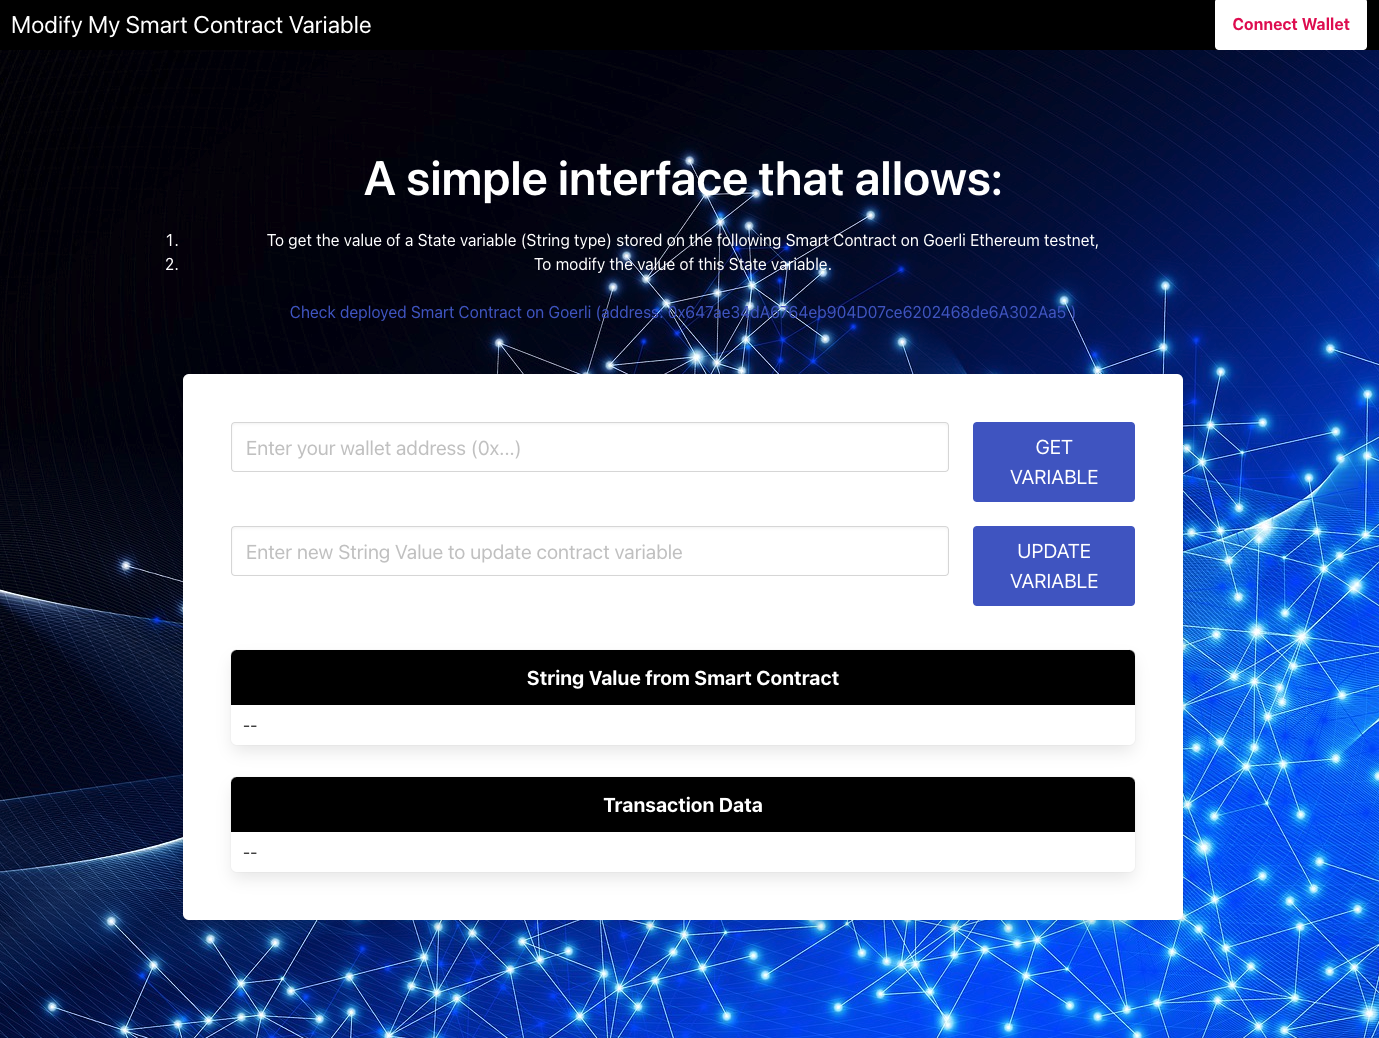 Modify My Smart Contract Variable
Connect Wallet
A simple interface that allows:
1. To get the value of a State variable (String type) stored on the following Smart Contract on Goerli Ethereum testnet,
2. To modify the value of this State variable.
Check deployed Smart Contract on Goerli (address: )
Enter your wallet address (0x...)
GET
VARIABLE
Enter new String Value to update contract variable
UPDATE
VARIABLE
String Value from Smart Contract
--
Transaction Data
--